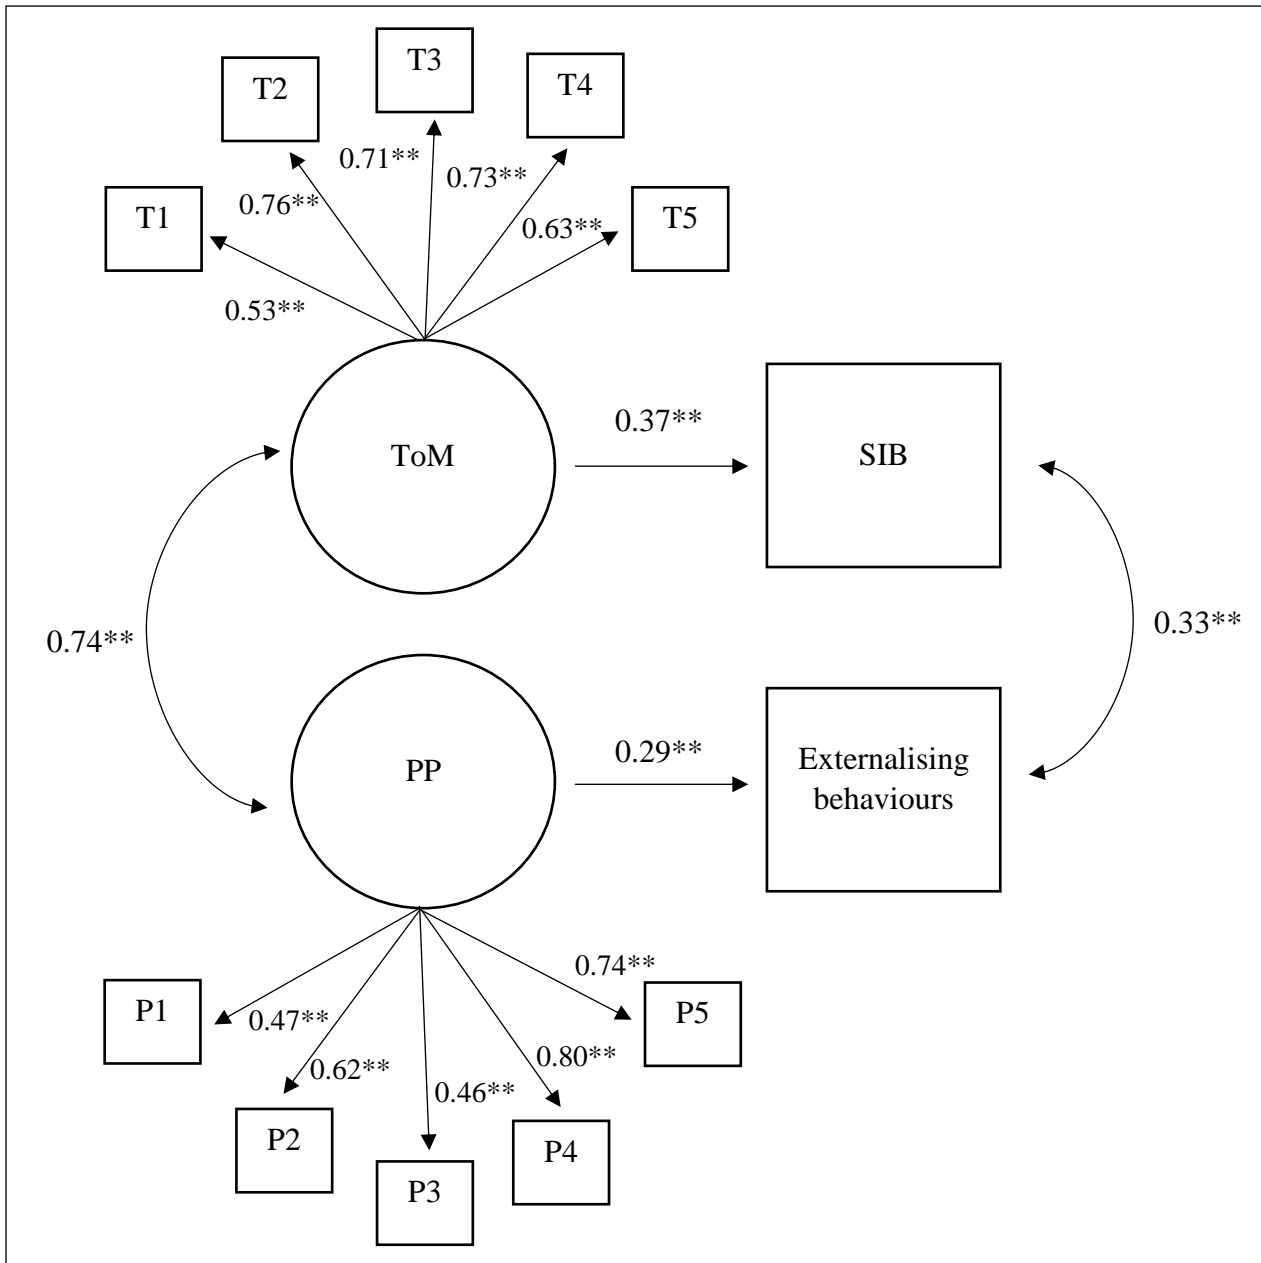 T3
T2
T4
0.71**
0.73**
0.76**
T1
T5
0.63**
0.53**
0.37**
ToM
SIB
0.74**
0.33**
0.29**
PP
Externalising
behaviours
0.74**
P1
0.47**
P5
0.62**
0.80**
0.46**
P2
P4
P3